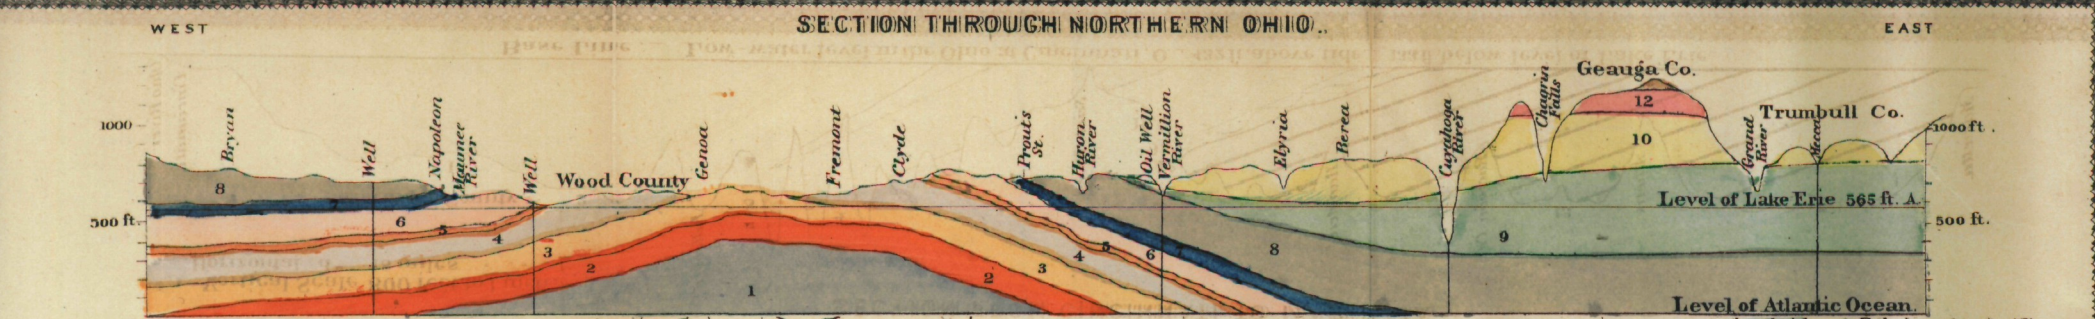 WEST
SECTION THROUGH NORTHERN OHIO..
EAST
Geauga Co.
Trumbull Co.
1000
1000 ft.
Bryan
Well
Napoleon
Maumee River
Well
Wood County
Genoa
Fremont
Clyde
Prouts St.
Huron River
Oil Well
Vermillion River
Elyria
Berea
Cuyahoga River
Chagrin Falls
Grand River
Mecca
500 ft.
500 ft.
Level of Lake Erie 565 ft. A.
Level of Atlantic Ocean.
8
7
6
5
4
3
2
1
2
3
4
5
6
7
8
9
10
12